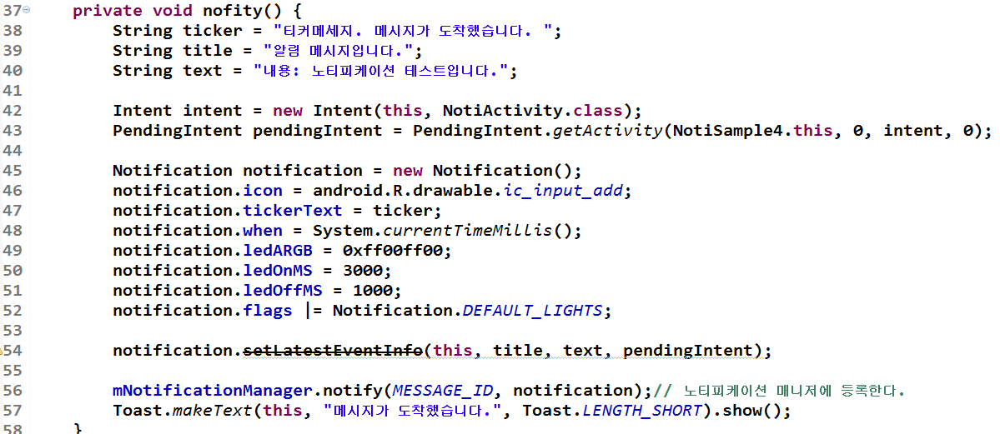 37 private void nofity() {
38 String ticker = "티커메세지. 메시지가 도착했습니다. ";
39 String title = "알림 메시지입니다.";
40 String text = "내용: 노티피케이션 테스트입니다.";
41
42 Intent intent = new Intent(this, NotiActivity.class);
43 PendingIntent pendingIntent = PendingIntent.getActivity(NotiSample4.this, 0, intent, 0);
44
45 Notification notification = new Notification();
46 notification.icon = android.R.drawable.ic_input_add;
47 notification.tickerText = ticker;
48 notification.when = System.currentTimeMillis();
49 notification.ledARGB = 0xff00ff00;
50 notification.ledOnMS = 3000;
51 notification.ledOffMS = 1000;
52 notification.flags |= Notification.DEFAULT_LIGHTS;
53
54 notification.setLatestEventInfo(this, title, text, pendingIntent);
55
56 mNotificationManager.notify(MESSAGE_ID, notification);// 노티피케이션 매니저에 등록한다.
57 Toast.makeText(this, "메시지가 도착했습니다.", Toast.LENGTH_SHORT).show();
58 }